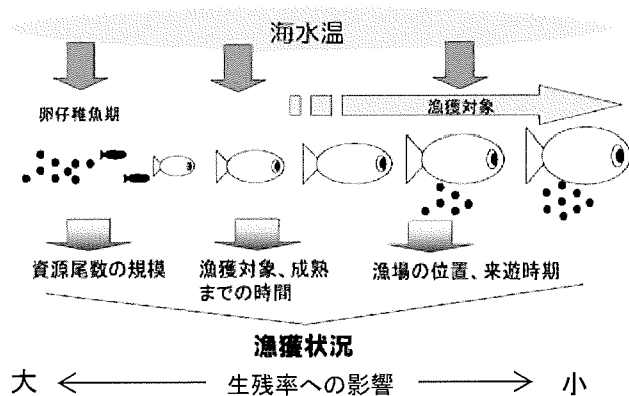 海水温
卵仔稚魚期
漁獲対象
資源尾数の規模
漁獲対象、成熟
までの時間
漁場の位置、来遊時期
漁獲状況
大
生残率への影響
小